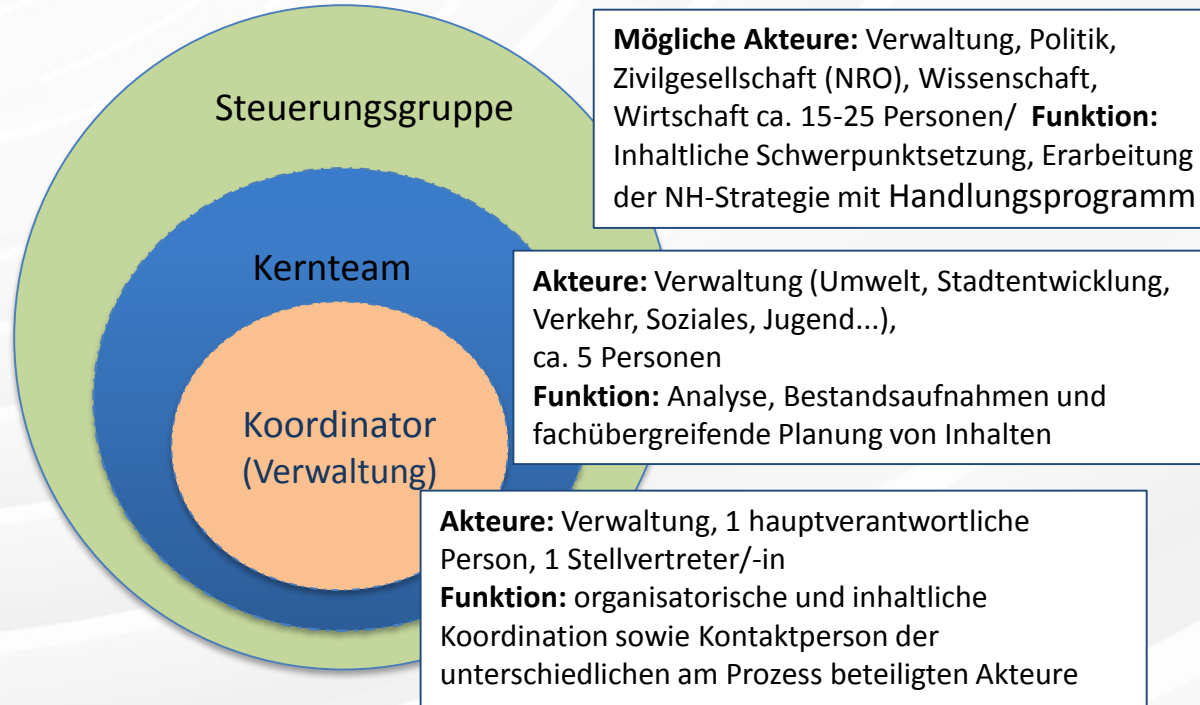 Steuerungsgruppe
Mögliche Akteure: Verwaltung, Politik,
Zivilgesellschaft (NRO), Wissenschaft,
Wirtschaft ca. 15-25 Personen/ Funktion:
Inhaltliche Schwerpunktsetzung, Erarbeitung
der NH-Strategie mit Handlungsprogramm
Kernteam
Akteure: Verwaltung (Umwelt, Stadtentwicklung,
Verkehr, Soziales, Jugend...),
ca. 5 Personen
Funktion: Analyse, Bestandsaufnahmen und
fachübergreifende Planung von Inhalten
Koordinator
(Verwaltung)
Akteure: Verwaltung, 1 hauptverantwortliche
Person, 1 Stellvertreter/-in
Funktion: organisatorische und inhaltliche
Koordination sowie Kontaktperson der
unterschiedlichen am Prozess beteiligten Akteure